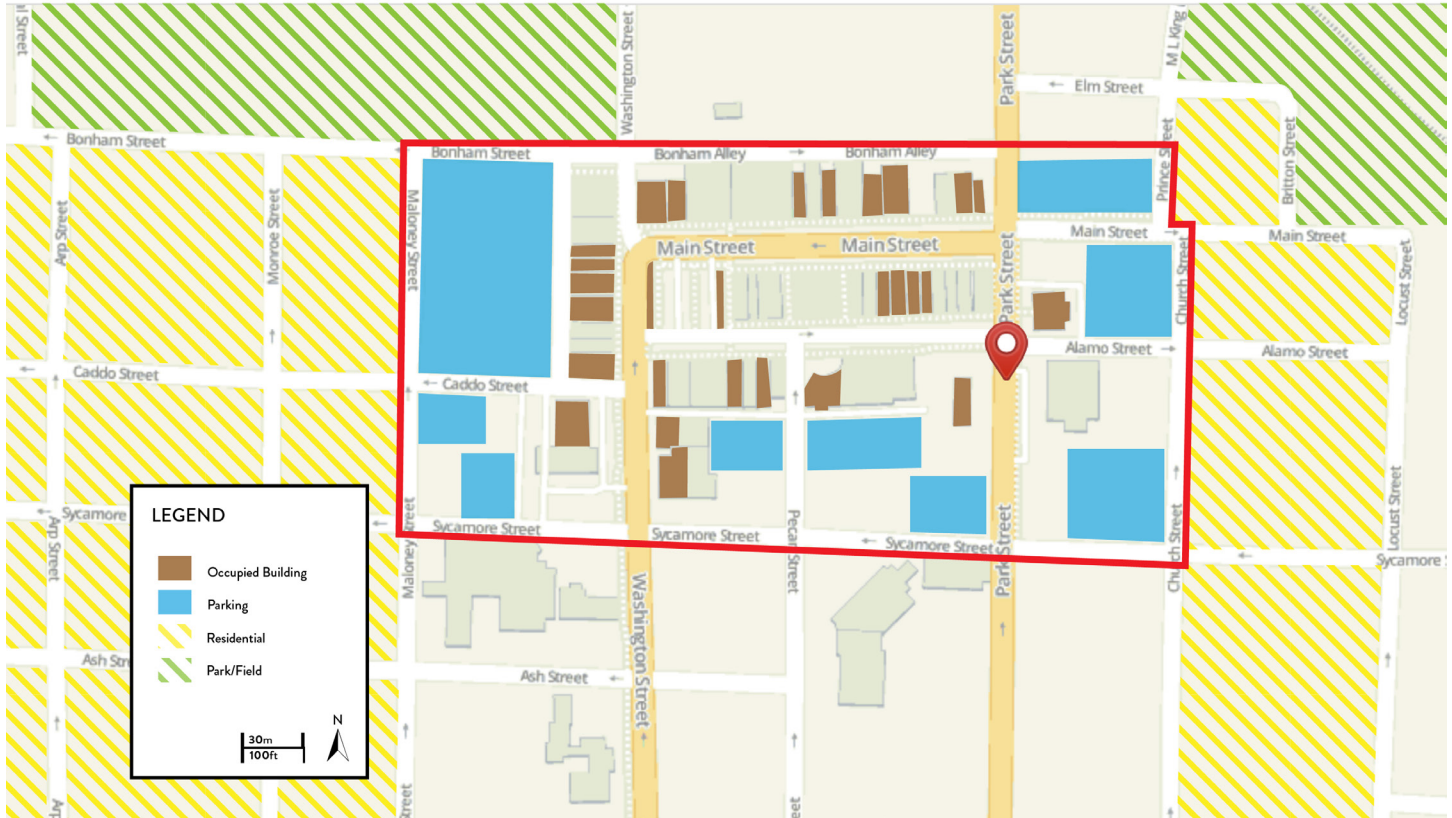 Washington Street
Park Street
M L King
Elm Street
Bonham Street
Bonham Street
Bonham Alley
Bonham Alley
Prince Street
Britton Street
Arp Street
Monroe Street
Maloney Street
Main Street
Main Street
Park Street
Main Street
Church Street
Main Street
Locust Street
Caddo Street
Caddo Street
Alamo Street
Alamo Street
Sycamore
Arp Street
Maloney Street
Sycamore Street
Sycamore Street
Sycamore Street
Park Street
Church Street
Locust Street
Sycamore
Washington Street
Ash Street
LEGEND
Occupied Building
Parking
Residential
Park/Field
30m
100ft
N